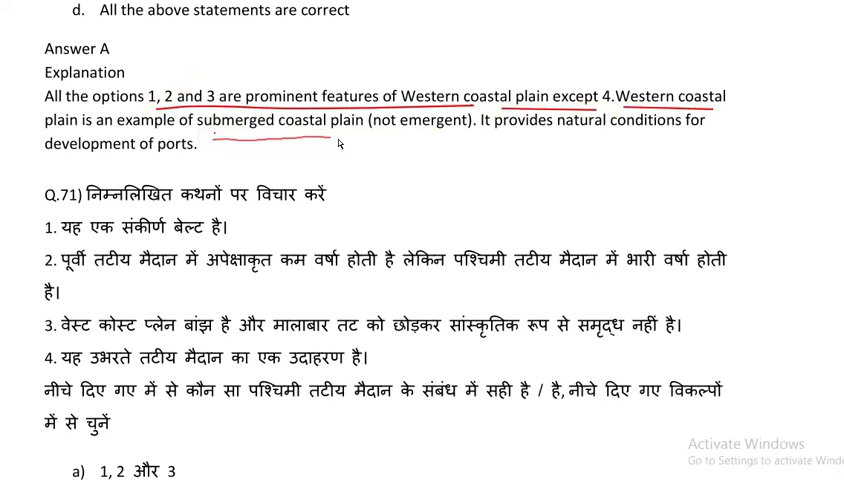 d. All the above statements are correct
Answer A
Explanation
All the options 1, 2 and 3 are prominent features of Western coastal plain except 4.Western coastal
plain is an example of submerged coastal plain (not emergent). It provides natural conditions for
development of ports.
Q.71) निम्नलिखित कथनों पर विचार करें
1. यह एक संकीर्ण बेल्ट है।
2. पूर्वी तटीय मैदान में अपेक्षाकृत कम वर्षा होती है लेकिन पश्चिमी तटीय मैदान में भारी वर्षा होती
है।
3. वेस्ट कोस्ट प्लेन बांझ है और मालाबार तट को छोड़कर सांस्कृतिक रूप से समृद्ध नहीं है।
4. यह उभरते तटीय मैदान का एक उदाहरण है।
नीचे दिए गए में से कौन सा पश्चिमी तटीय मैदान के संबंध में सही है / है, नीचे दिए गए विकल्पों
में से चुनें
a) 1, 2 और 3
Activate Windows
Go to Settings to activate Windo